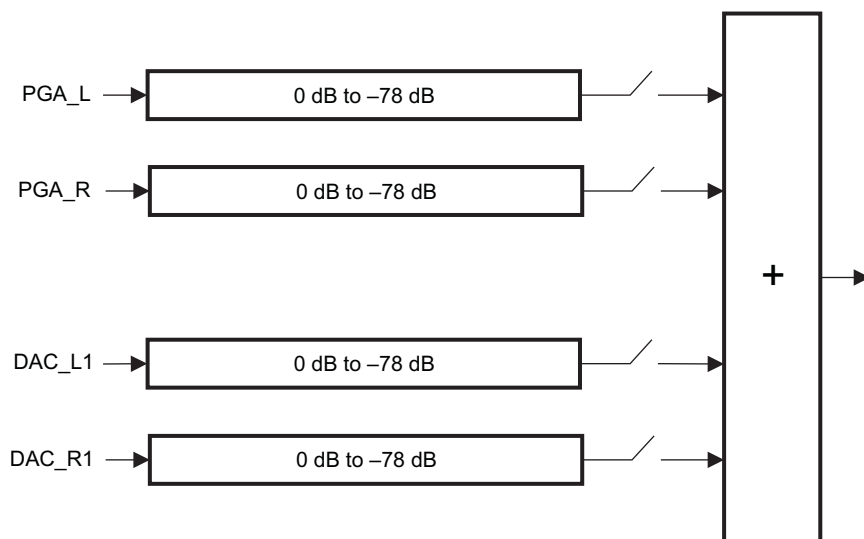 PGA_L
0 dB to –78 dB
PGA_R
0 dB to –78 dB
+
DAC_L1
0 dB to –78 dB
DAC_R1
0 dB to –78 dB